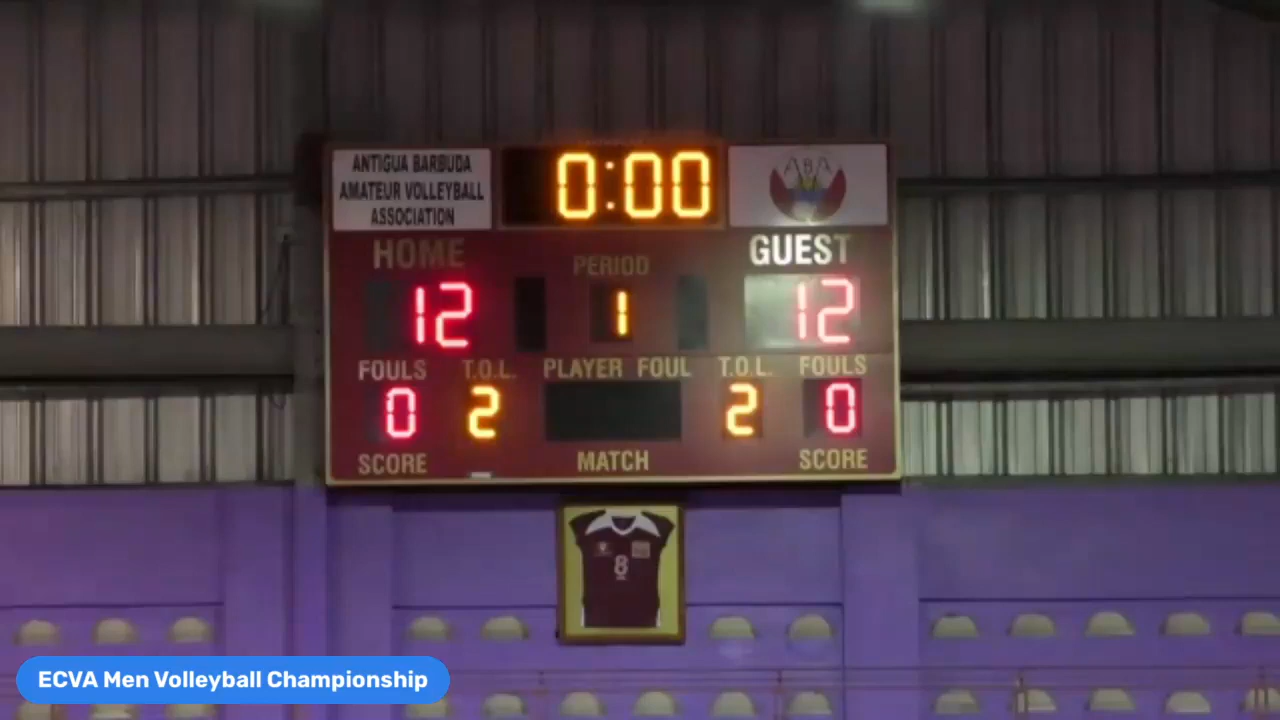 ANTIGUA BARBUDA
AMATEUR VOLLEYBALL
ASSOCIATION
0:00
ABA
HOME
PERIOD
GUEST
12
1
12
FOULS
T.O.L.
PLAYER FOUL
T.O.L.
FOULS
0
2
2
0
SCORE
MATCH
SCORE
8
ECVA Men Volleyball Championship